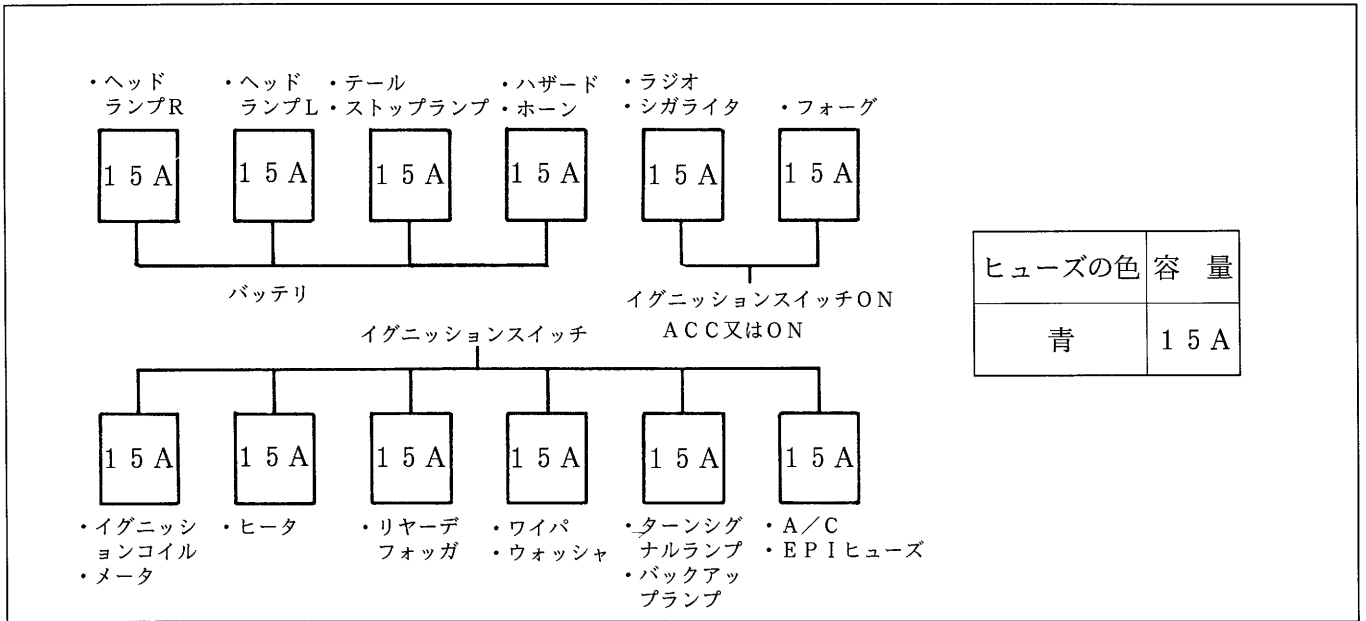 ・ヘッド
ランプR
・ヘッド
ランプL
・テール
・ストップランプ
・ハザード
・ホーン
・ラジオ
・シガライタ
・フォーグ
15A
15A
15A
15A
15A
15A
バッテリ
イグニッションスイッチON
ACC又はON
ヒューズの色
容 量
青
15A
イグニッションスイッチ
15A
15A
15A
15A
15A
15A
・イグニッシ
ョンコイル
・メータ
・ヒータ
・リヤーデ
フォッガ
・ワイパ
・ウォッシャ
・ターンシグ
ナルランプ
・バックアッ
プランプ
・A/C
・EPIヒューズ